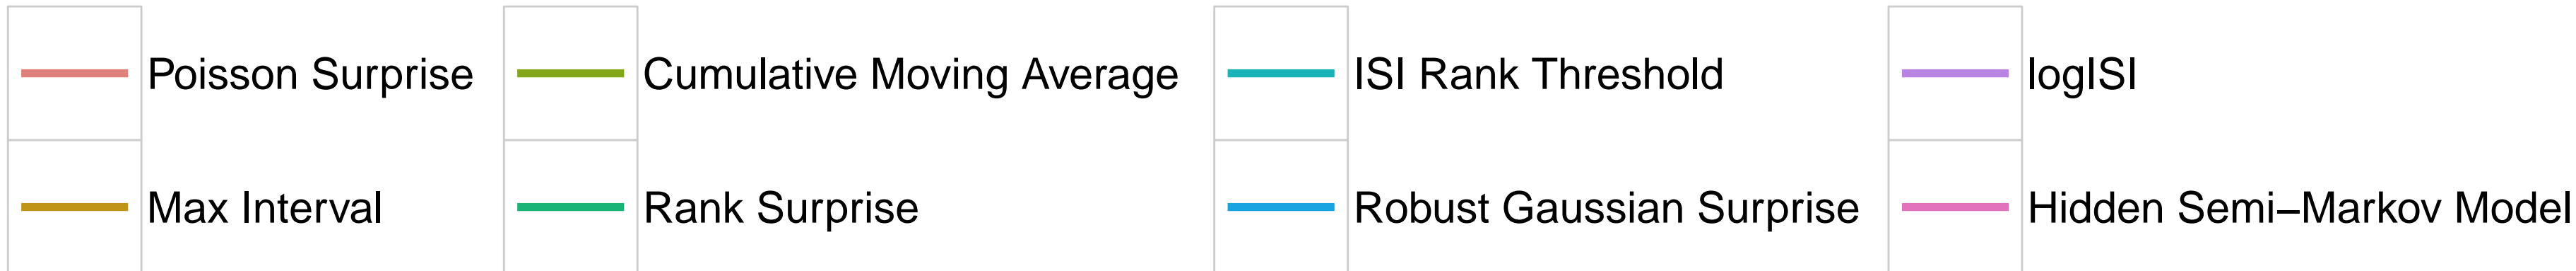 Poisson Surprise Cumulative Moving Average ISI Rank Threshold logISI
Max Interval Rank Surprise Robust Gaussian Surprise Hidden Semi−Markov Model